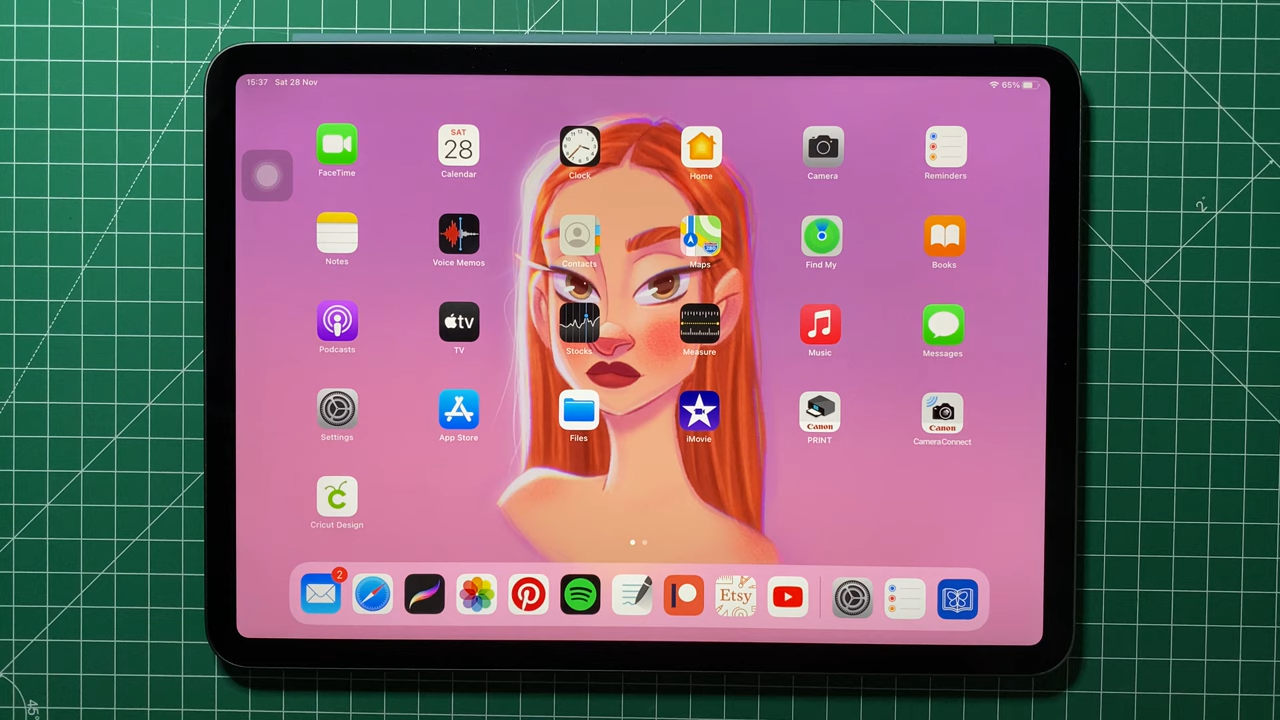 15:37 Sat 28 Nov
65%
SAT
28
FaceTime
Calendar
Clock
Home
Camera
Reminders
Notes
Voice Memos
Contacts
Maps
Find My
Books
tv
Podcasts
TV
Stocks
Measure
Music
Messages
Canon
Canon
Settings
App Store
Files
iMovie
PRINT
CameraConnect
Cricut Design
2
Etsy
45°